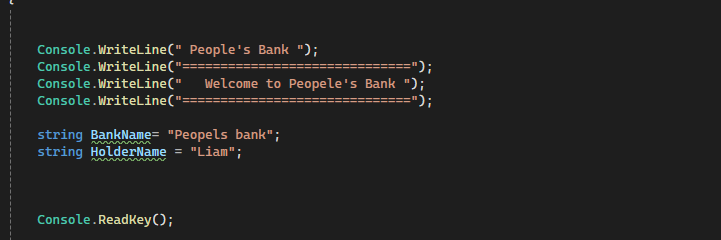 {
Console.WriteLine(" People's Bank ");
Console.WriteLine("==============================");
Console.WriteLine("   Welcome to Peopele's Bank ");
Console.WriteLine("==============================");
string BankName= "Peopels bank";
string HolderName = "Liam";
Console.ReadKey();